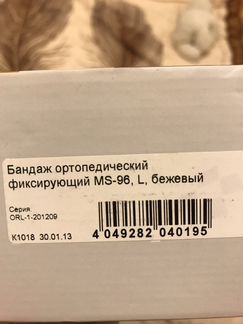 Бандаж ортопедический
фиксирующий MS-96, L, бежевый
Серия:
ORL-1-201209
K1018 30.01.13
4 049282 040195